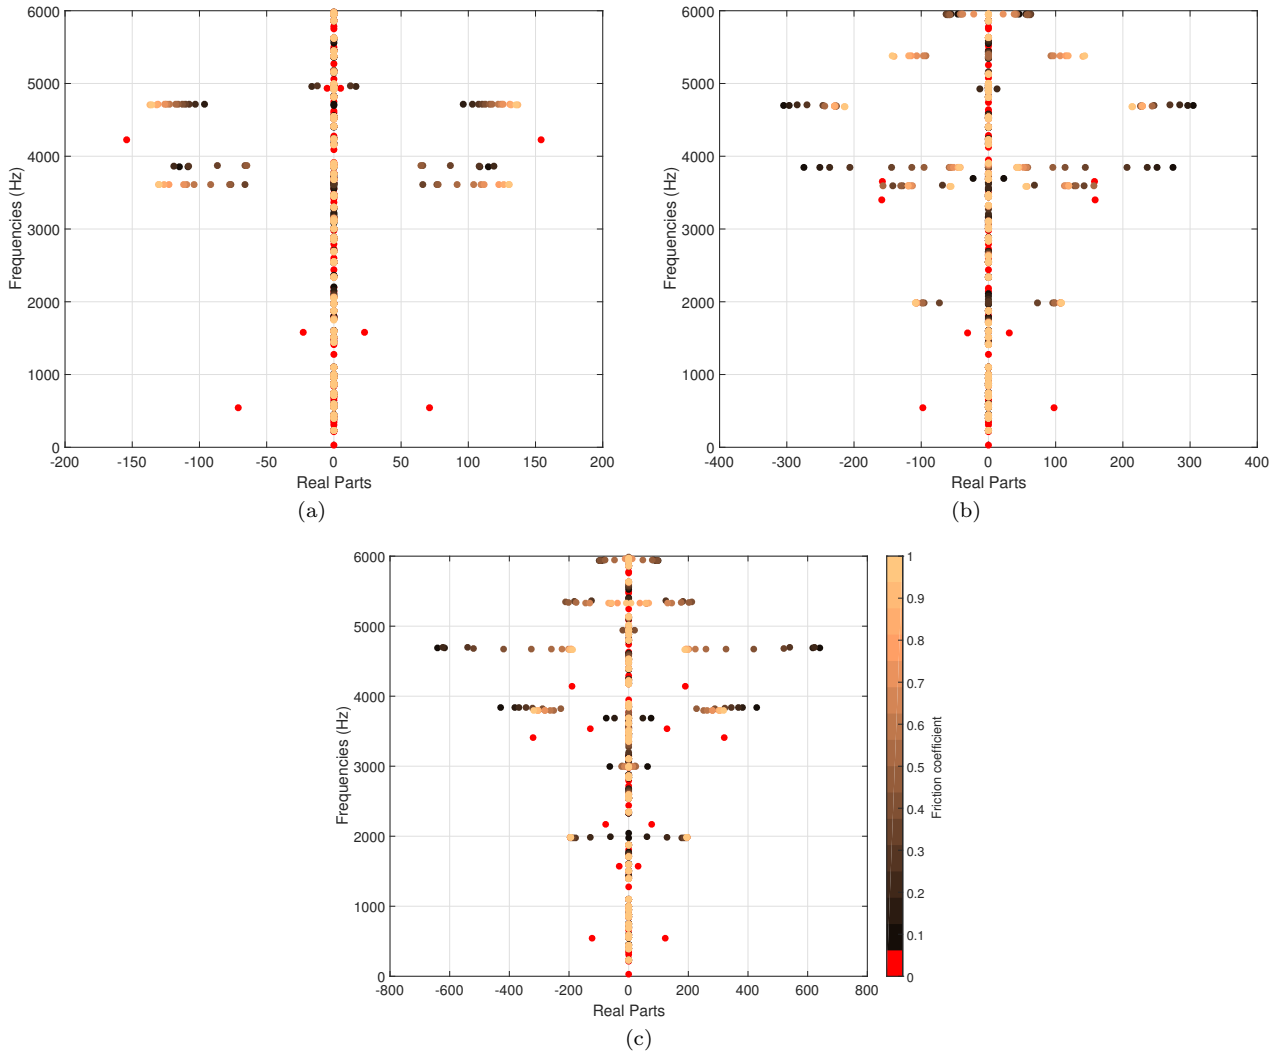 6000
5000
4000
3000
2000
1000
0
Frequencies (Hz)
-200 -150 -100 -50 0 50 100 150 200
Real Parts
(a)
6000
5000
4000
3000
2000
1000
0
Frequencies (Hz)
-400 -300 -200 -100 0 100 200 300 400
Real Parts
(b)
6000
5000
4000
3000
2000
1000
0
Frequencies (Hz)
-800 -600 -400 -200 0 200 400 600 800
Real Parts
1
0.9
0.8
0.7
0.6
0.5
0.4
0.3
0.2
0.1
0
Friction coefficient
(c)